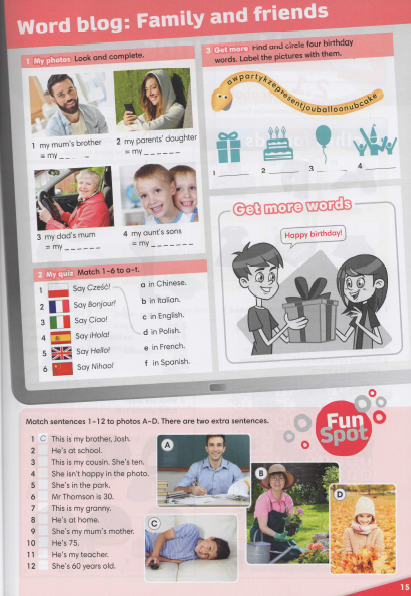 Word blog: Family and friends
1 My photos Look and complete.
1 my mum's brother
= my _ _ _ _ _
2 my parents' daughter
= my _ _ _ _ _ _
3 my dad's mum
= my _ _ _ _ _ _
4 my aunt's sons
= my _ _ _ _ _ _ _
2 My quiz Match 1–6 to a–f.
1 Say Cześć!
2 Say Bonjour!
3 Say Ciao!
4 Say ¡Hola!
5 Say Hello!
6 Say Nihao!
a in Chinese.
b in Italian.
c in English.
d in Polish.
e in French.
f in Spanish.
3 Get more Find and circle four birthday
words. Label the pictures with them.
awpartykzepresentjouballoonubcake
1 ____ 2 ____ 3 ____ 4 ____
Get more words
Happy birthday!
Match sentences 1–12 to photos A–D. There are two extra sentences.
Fun
Spot
1 C This is my brother, Josh.
2 He's at school.
3 This is my cousin. She's ten.
4 She isn't happy in the photo.
5 She's in the park.
6 Mr Thomson is 30.
7 This is my granny.
8 He's at home.
9 She's my mum's mother.
10 He's 75.
11 He's my teacher.
12 She's 60 years old.
A
B
C
D
15